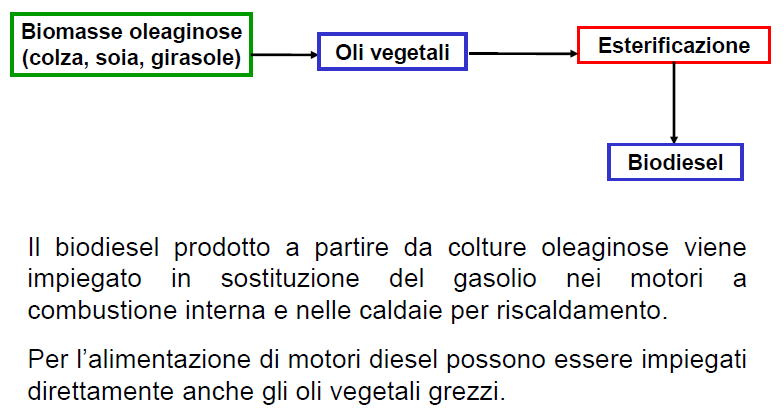 Biomasse oleaginose
(colza, soia, girasole)
Oli vegetali
Esterificazione
Biodiesel
Il biodiesel prodotto a partire da colture oleaginose viene
impiegato in sostituzione del gasolio nei motori a
combustione interna e nelle caldaie per riscaldamento.
Per l’alimentazione di motori diesel possono essere impiegati
direttamente anche gli oli vegetali grezzi.